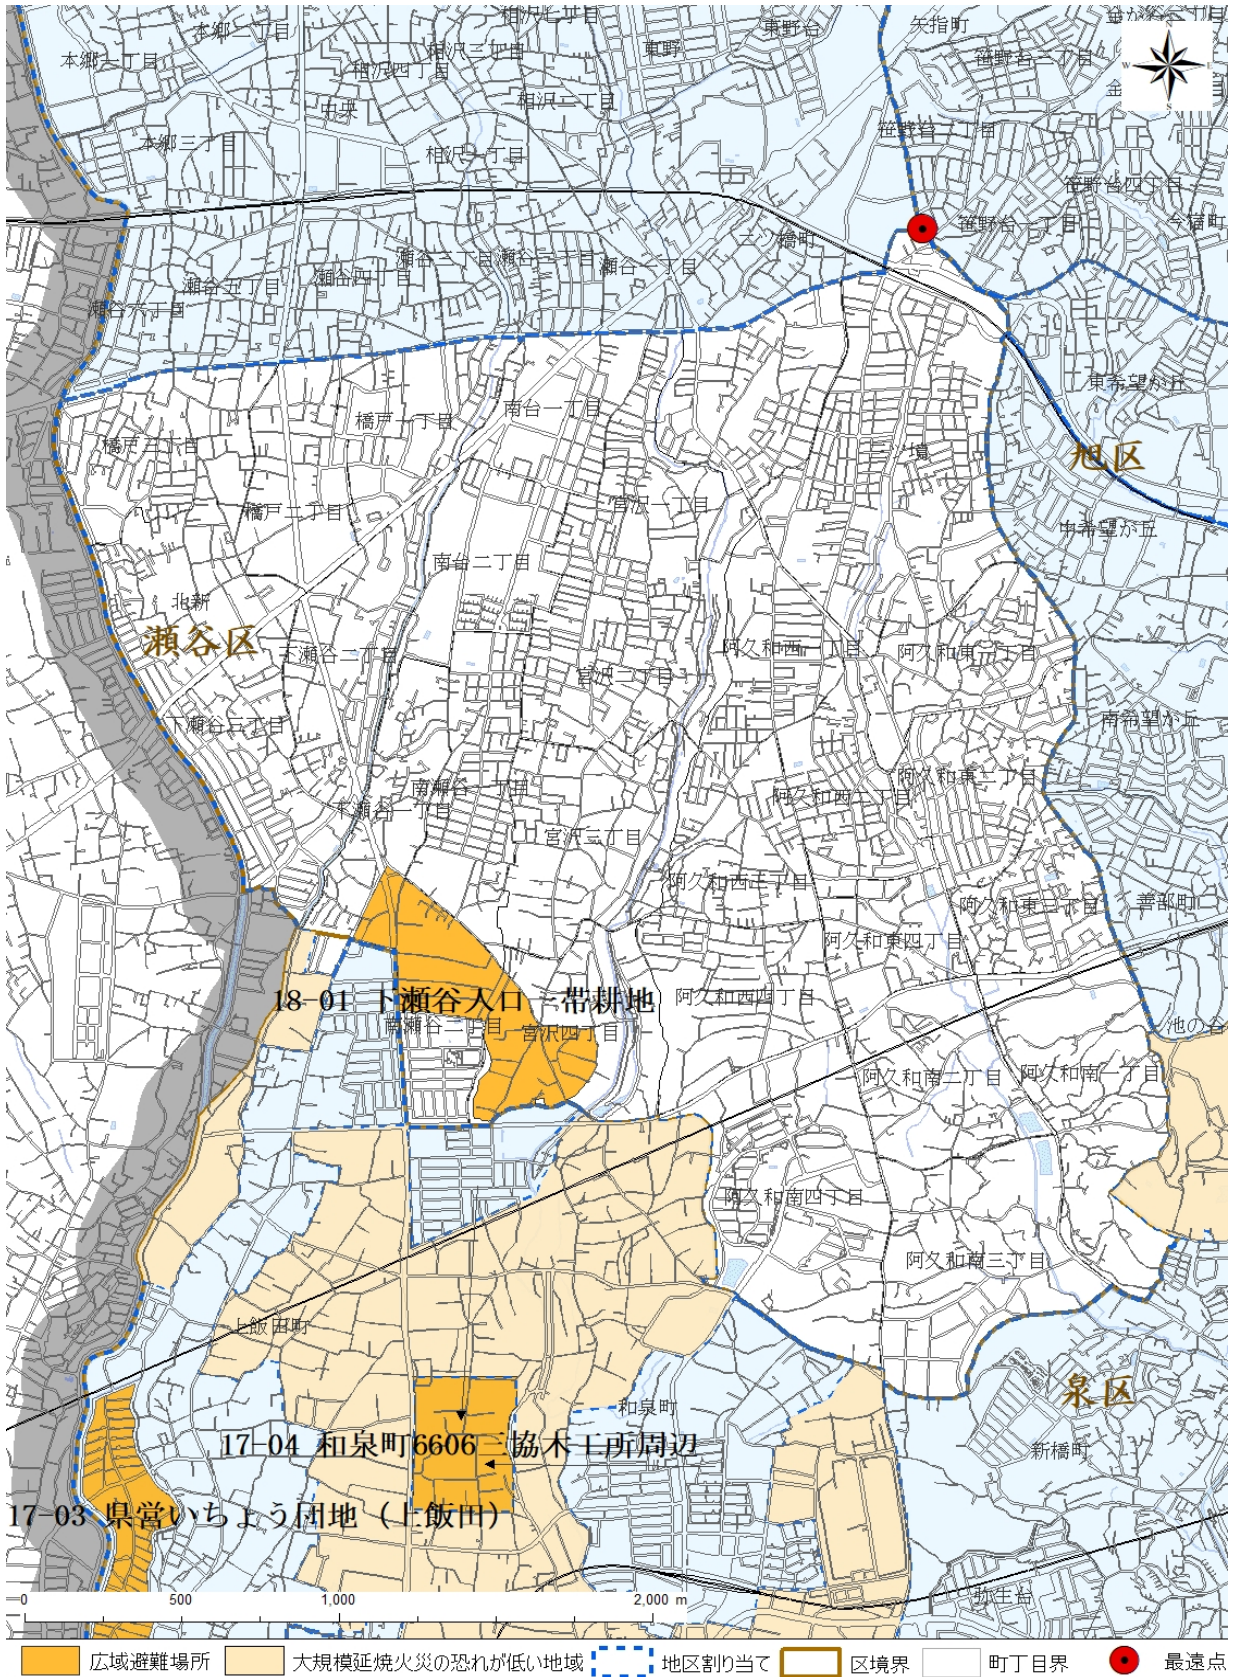 相沢七丁目
本郷二丁目
相沢三丁目
東野台
矢指町
本郷一丁目
相沢四丁目
東野
笹野台三丁目
N
W E
S
中央
相沢二丁目
本郷三丁目
相沢一丁目
笹野台二丁目
笹野台四丁目
笹野台一丁目
今宿町
二ツ橋町
瀬谷三丁目
瀬谷二丁目
瀬谷一丁目
瀬谷四丁目
瀬谷五丁目
瀬谷六丁目
東希望が丘
南台一丁目
橋戸一丁目
橋戸三丁目
旭区
二ツ境
宮沢一丁目
橋戸二丁目
中希望が丘
南台二丁目
北新
瀬谷区
下瀬谷二丁目
阿久和西一丁目
阿久和東一丁目
宮沢二丁目
下瀬谷三丁目
南希望が丘
阿久和東二丁目
南瀬谷一丁目
阿久和西二丁目
下瀬谷一丁目
宮沢三丁目
阿久和西三丁目
阿久和東三丁目
善部町
阿久和東四丁目
18-01 下瀬谷入口一帯耕地
阿久和西四丁目
南瀬谷二丁目
宮沢四丁目
池の谷
阿久和南二丁目
阿久和南一丁目
阿久和南四丁目
阿久和南三丁目
上飯田町
泉区
和泉町
17-04 和泉町6606三協木工所周辺
新橋町
17-03 県営いちょう団地（上飯田）
弥生台
0 500 1,000 2,000 m
広域避難場所 大規模延焼火災の恐れが低い地域 地区割り当て 区境界 町丁目界 最遠点